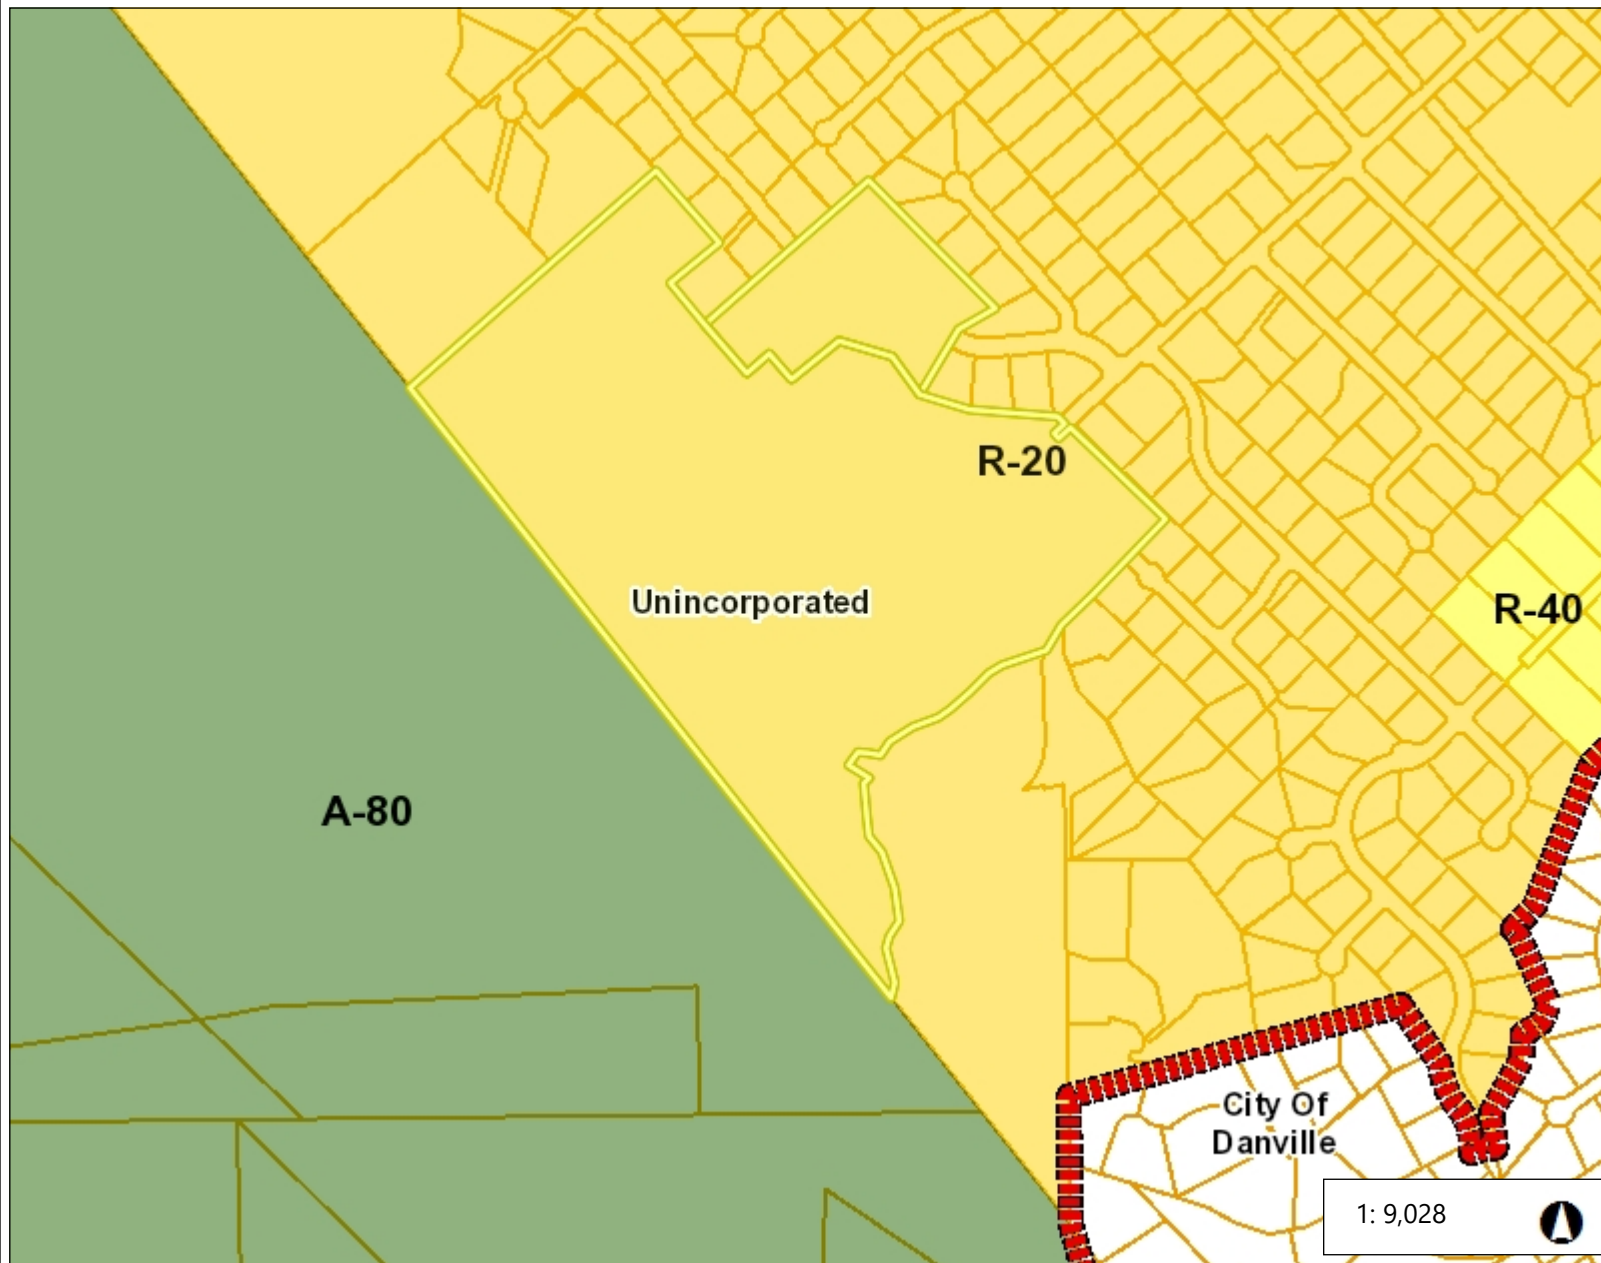 R-20
Unincorporated
R-40
A-80
City Of
Danville
1: 9,028